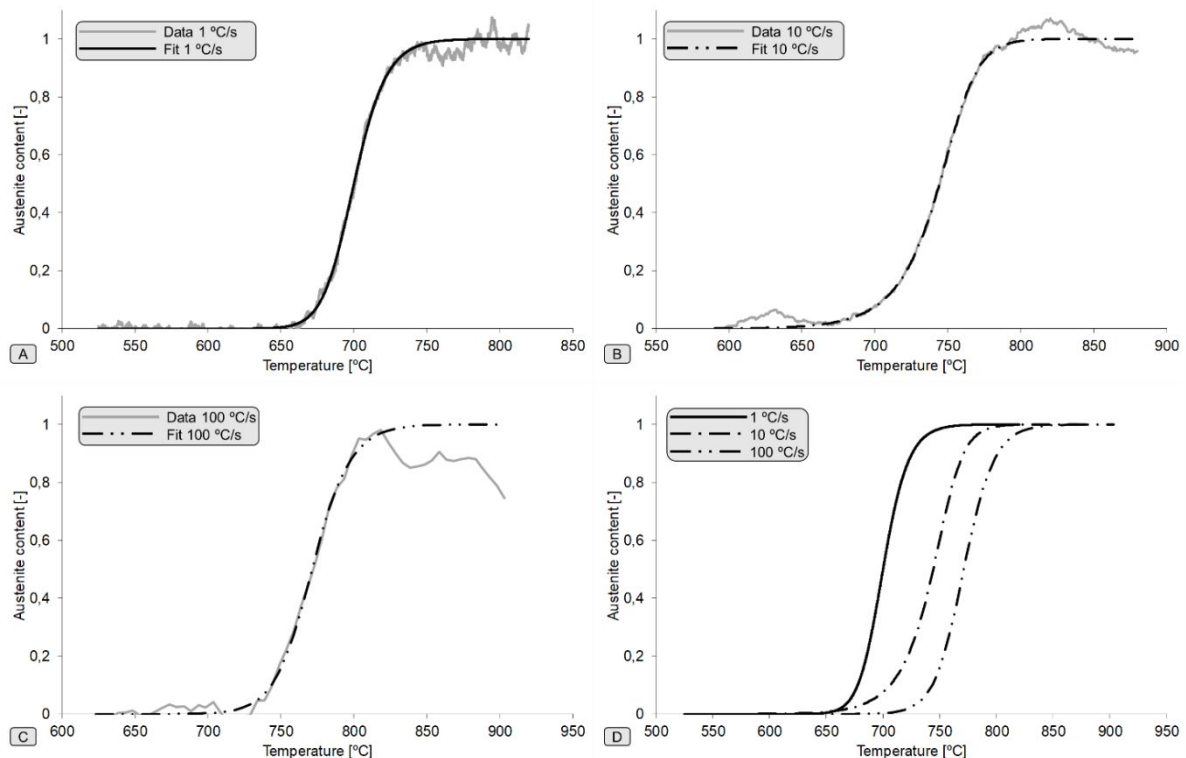 Data 1 ºC/s
Fit 1 ºC/s
Austenite content [-]
1
0,8
0,6
0,4
0,2
0
500 550 600 650 700 750 800 850
Temperature [ºC]
A
Data 10 ºC/s
Fit 10 ºC/s
Austenite content [-]
1
0,8
0,6
0,4
0,2
0
550 600 650 700 750 800 850 900
Temperature [ºC]
B
Data 100 ºC/s
Fit 100 ºC/s
Austenite content [-]
1
0,8
0,6
0,4
0,2
0
600 650 700 750 800 850 900 950
Temperature [ºC]
C
1 ºC/s
10 ºC/s
100 ºC/s
Austenite content [-]
1
0,8
0,6
0,4
0,2
0
500 550 600 650 700 750 800 850 900 950
Temperature [ºC]
D